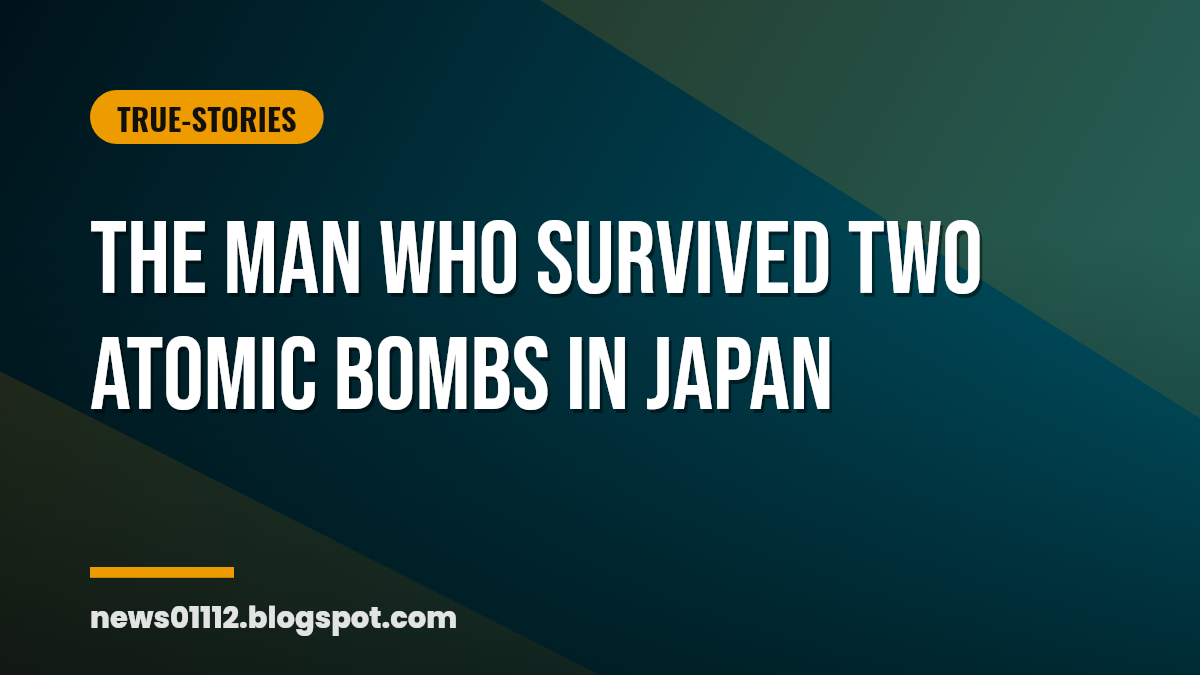 TRUE-STORIES
THE MAN WHO SURVIVED TWO
ATOMIC BOMBS IN JAPAN
news01112.blogspot.com